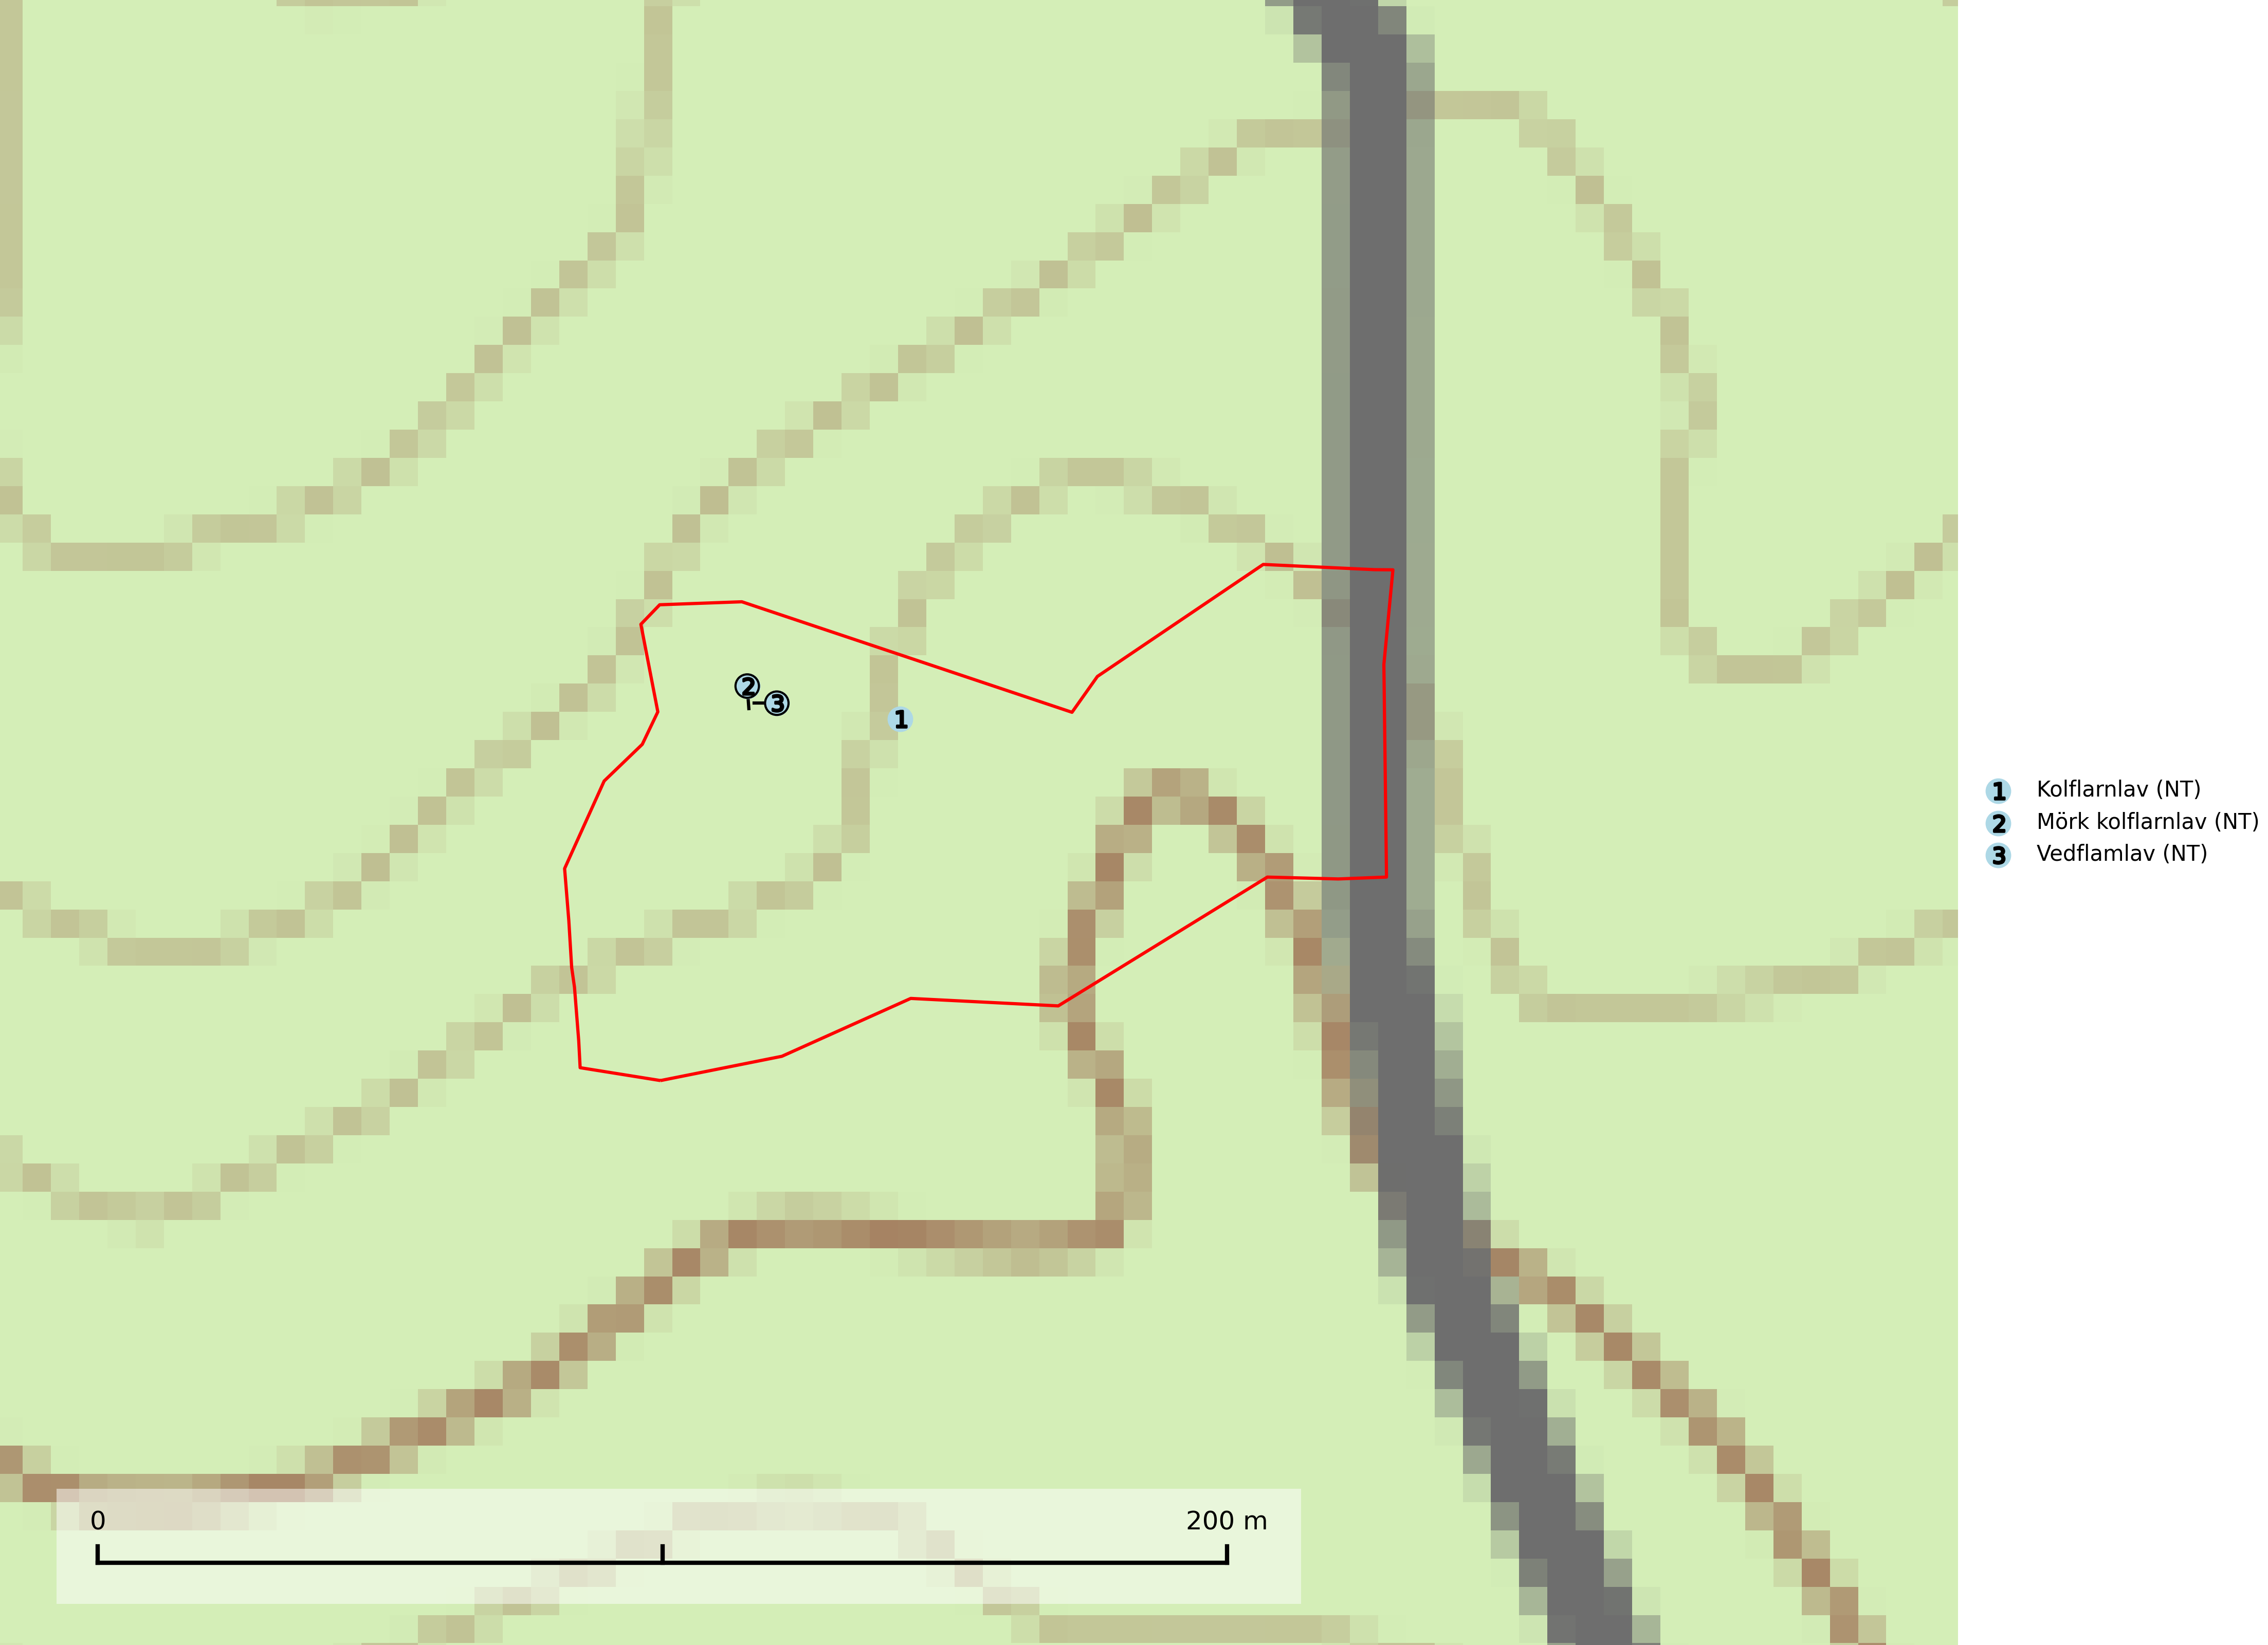 2
3
1
1 Kolflarnlav (NT)
2 Mörk kolflarnlav (NT)
3 Vedflamlav (NT)
0 200 m